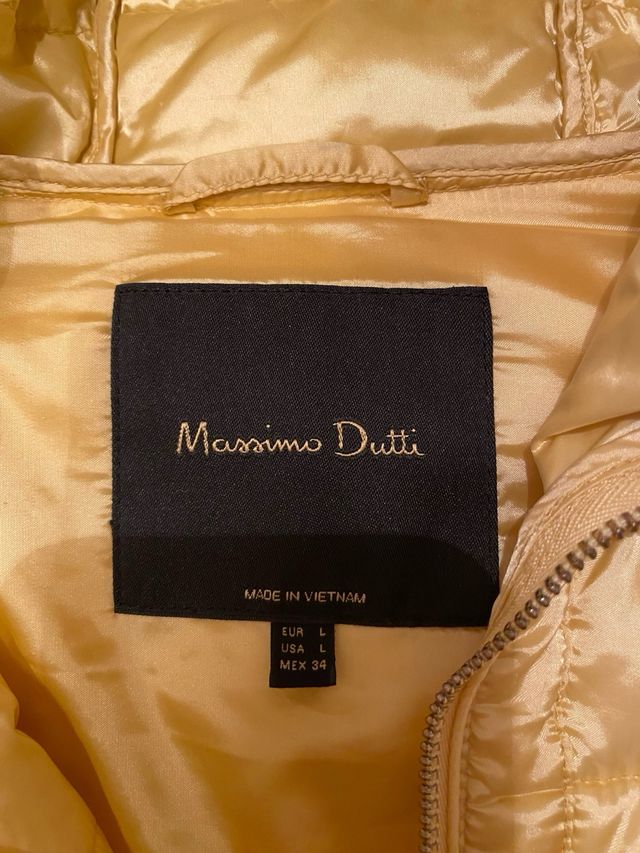 Massimo Dutti
MADE IN VIETNAM
EUR L
USA L
MEX 34